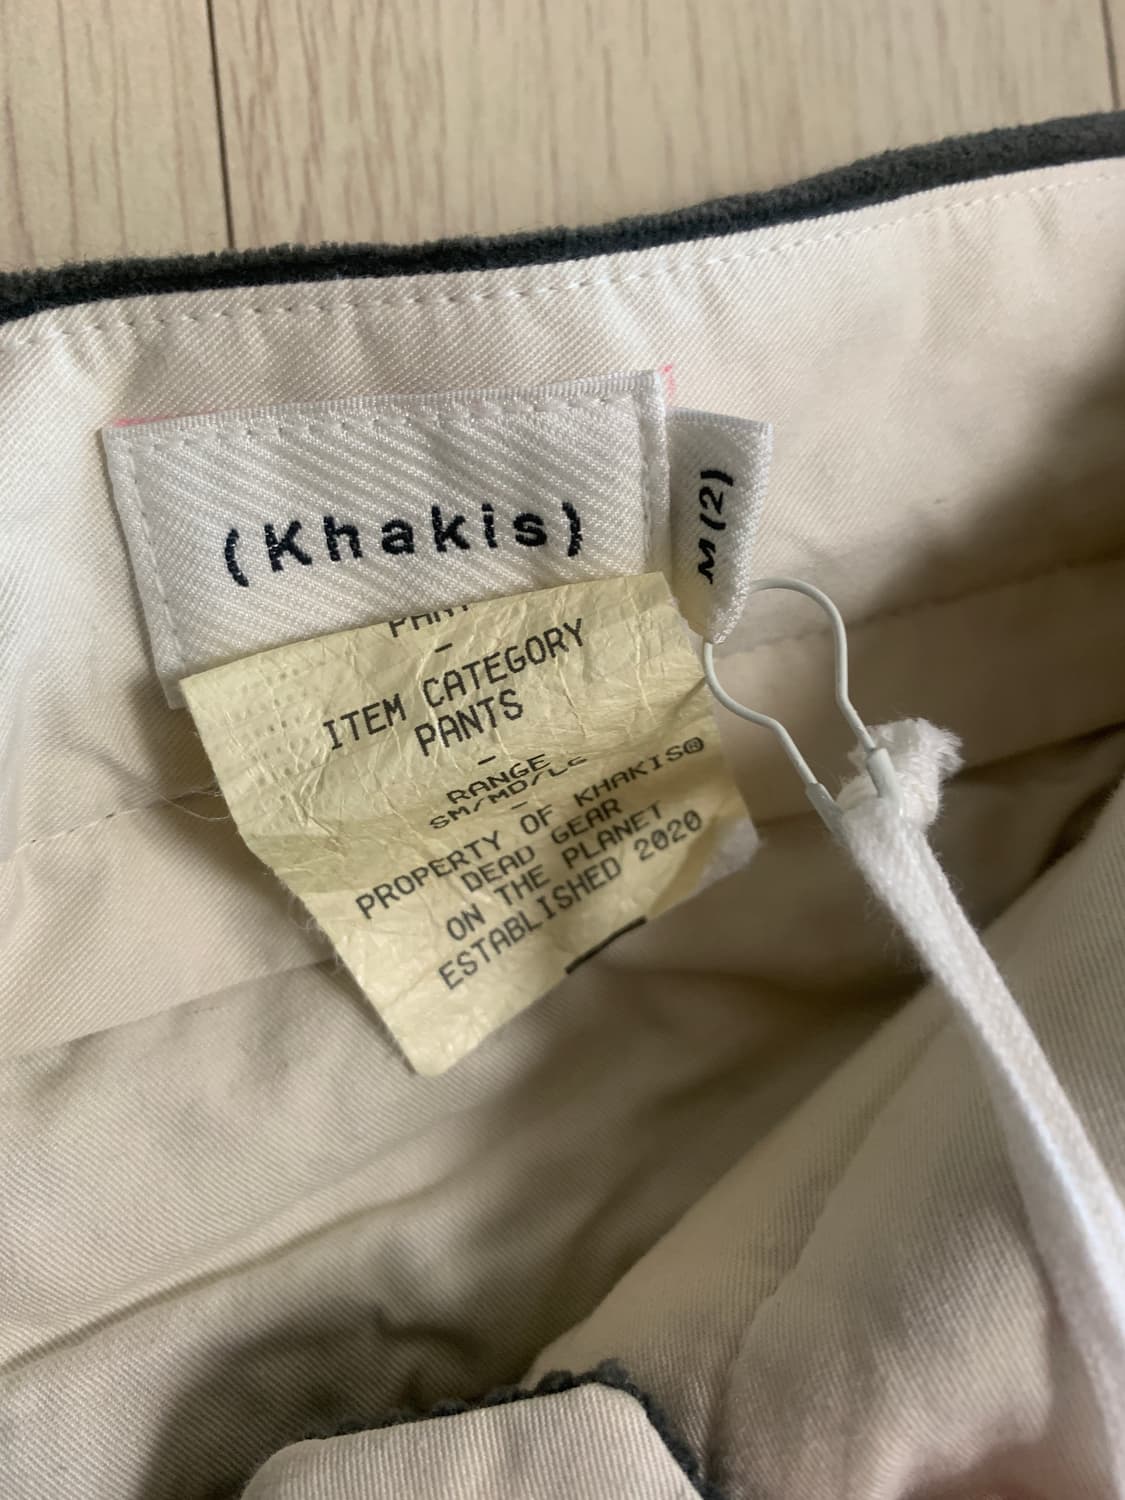 (Khakis)
M(2)
PANT
-
ITEM CATEGORY
PANTS
-
RANGE
SM/MD/LG
-
PROPERTY OF KHAKIS®
DEAD GEAR
ON THE PLANET
ESTABLISHED 2020